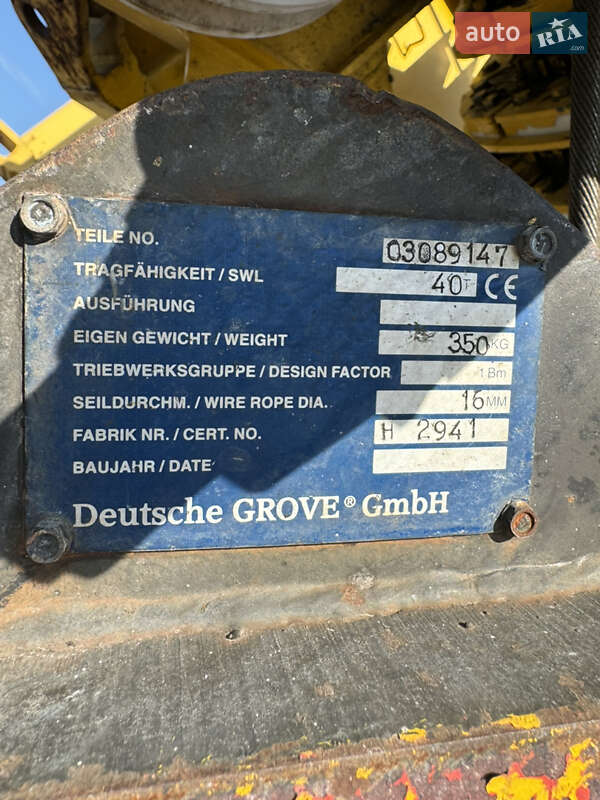 auto RIA .com
TEILE NO. 03089147
TRAGFÄHIGKEIT / SWL 40 T CE
AUSFÜHRUNG
EIGEN GEWICHT / WEIGHT 350 KG
TRIEBWERKSGRUPPE / DESIGN FACTOR 1Bm
SEILDURCHM. / WIRE ROPE DIA. 16 MM
FABRIK NR. / CERT. NO. H 2941
BAUJAHR / DATE
Deutsche GROVE® GmbH